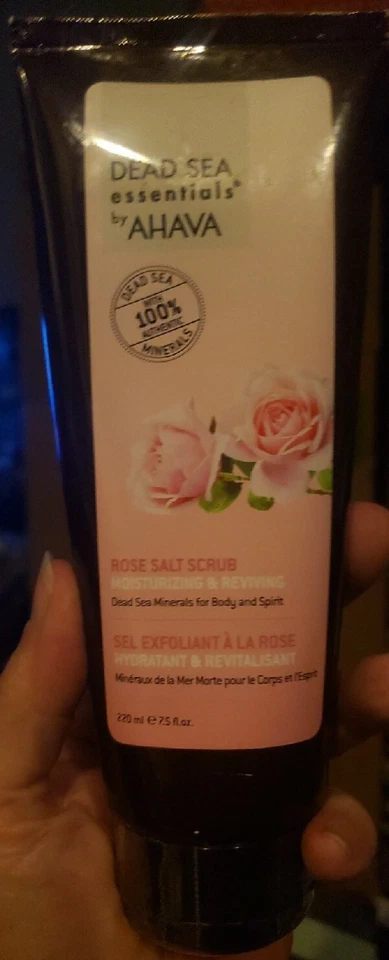 DEAD SEA
essentials®
by AHAVA
DEAD SEA
WITH
100%
AUTHENTIC
MINERALS
ROSE SALT SCRUB
MOISTURIZING & REVIVING
Dead Sea Minerals for Body and Spirit
SEL EXFOLIANT À LA ROSE
HYDRATANT & REVITALISANT
Minéraux de la Mer Morte pour le Corps et l'Esprit
220 ml ℮ 7.5 fl.oz.